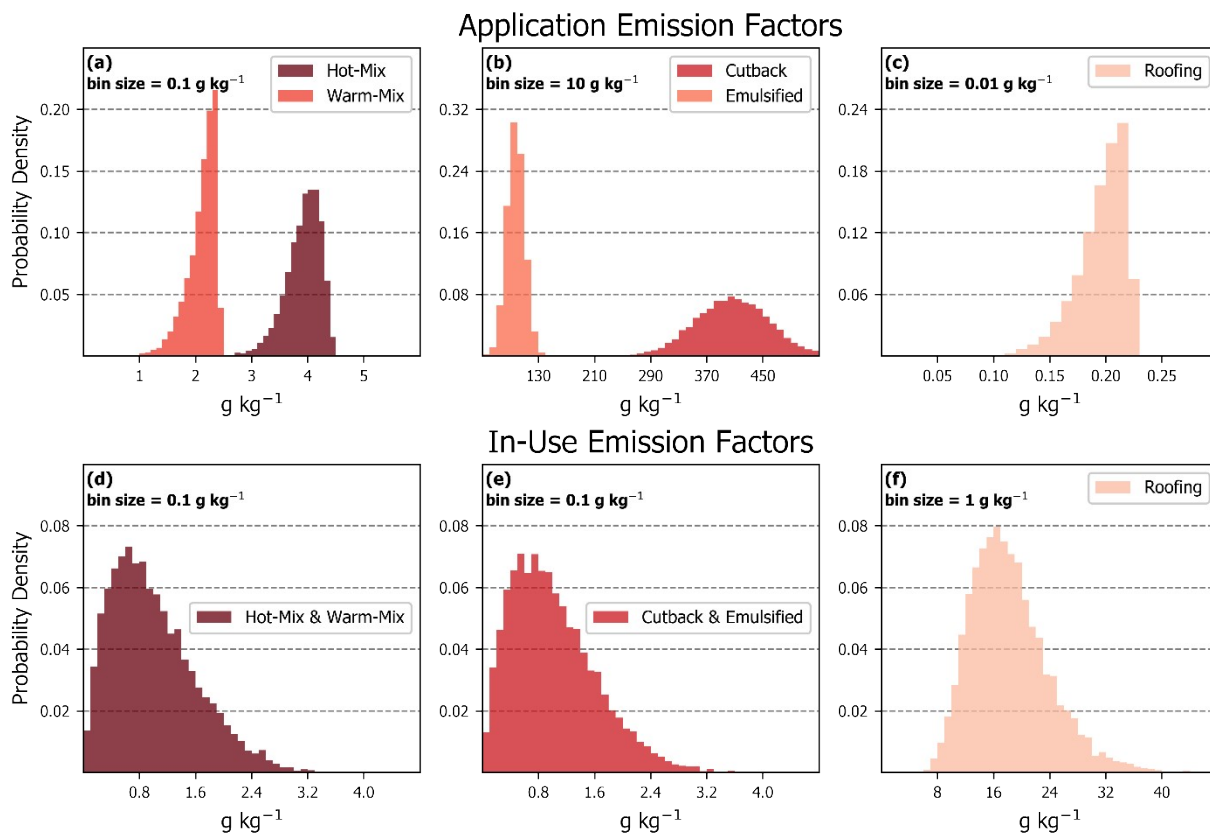 Application Emission Factors
(a)
bin size = 0.1 g kg⁻¹
Hot-Mix
Warm-Mix
0.20
0.15
0.10
0.05
Probability Density
1 2 3 4 5
g kg⁻¹
(b)
bin size = 10 g kg⁻¹
Cutback
Emulsified
0.32
0.24
0.16
0.08
130 210 290 370 450
g kg⁻¹
(c)
bin size = 0.01 g kg⁻¹
Roofing
0.24
0.18
0.12
0.06
0.05 0.10 0.15 0.20 0.25
g kg⁻¹
In-Use Emission Factors
(d)
bin size = 0.1 g kg⁻¹
Hot-Mix & Warm-Mix
0.08
0.06
0.04
0.02
Probability Density
0.8 1.6 2.4 3.2 4.0
g kg⁻¹
(e)
bin size = 0.1 g kg⁻¹
Cutback & Emulsified
0.08
0.06
0.04
0.02
0.8 1.6 2.4 3.2 4.0
g kg⁻¹
(f)
bin size = 1 g kg⁻¹
Roofing
0.08
0.06
0.04
0.02
8 16 24 32 40
g kg⁻¹